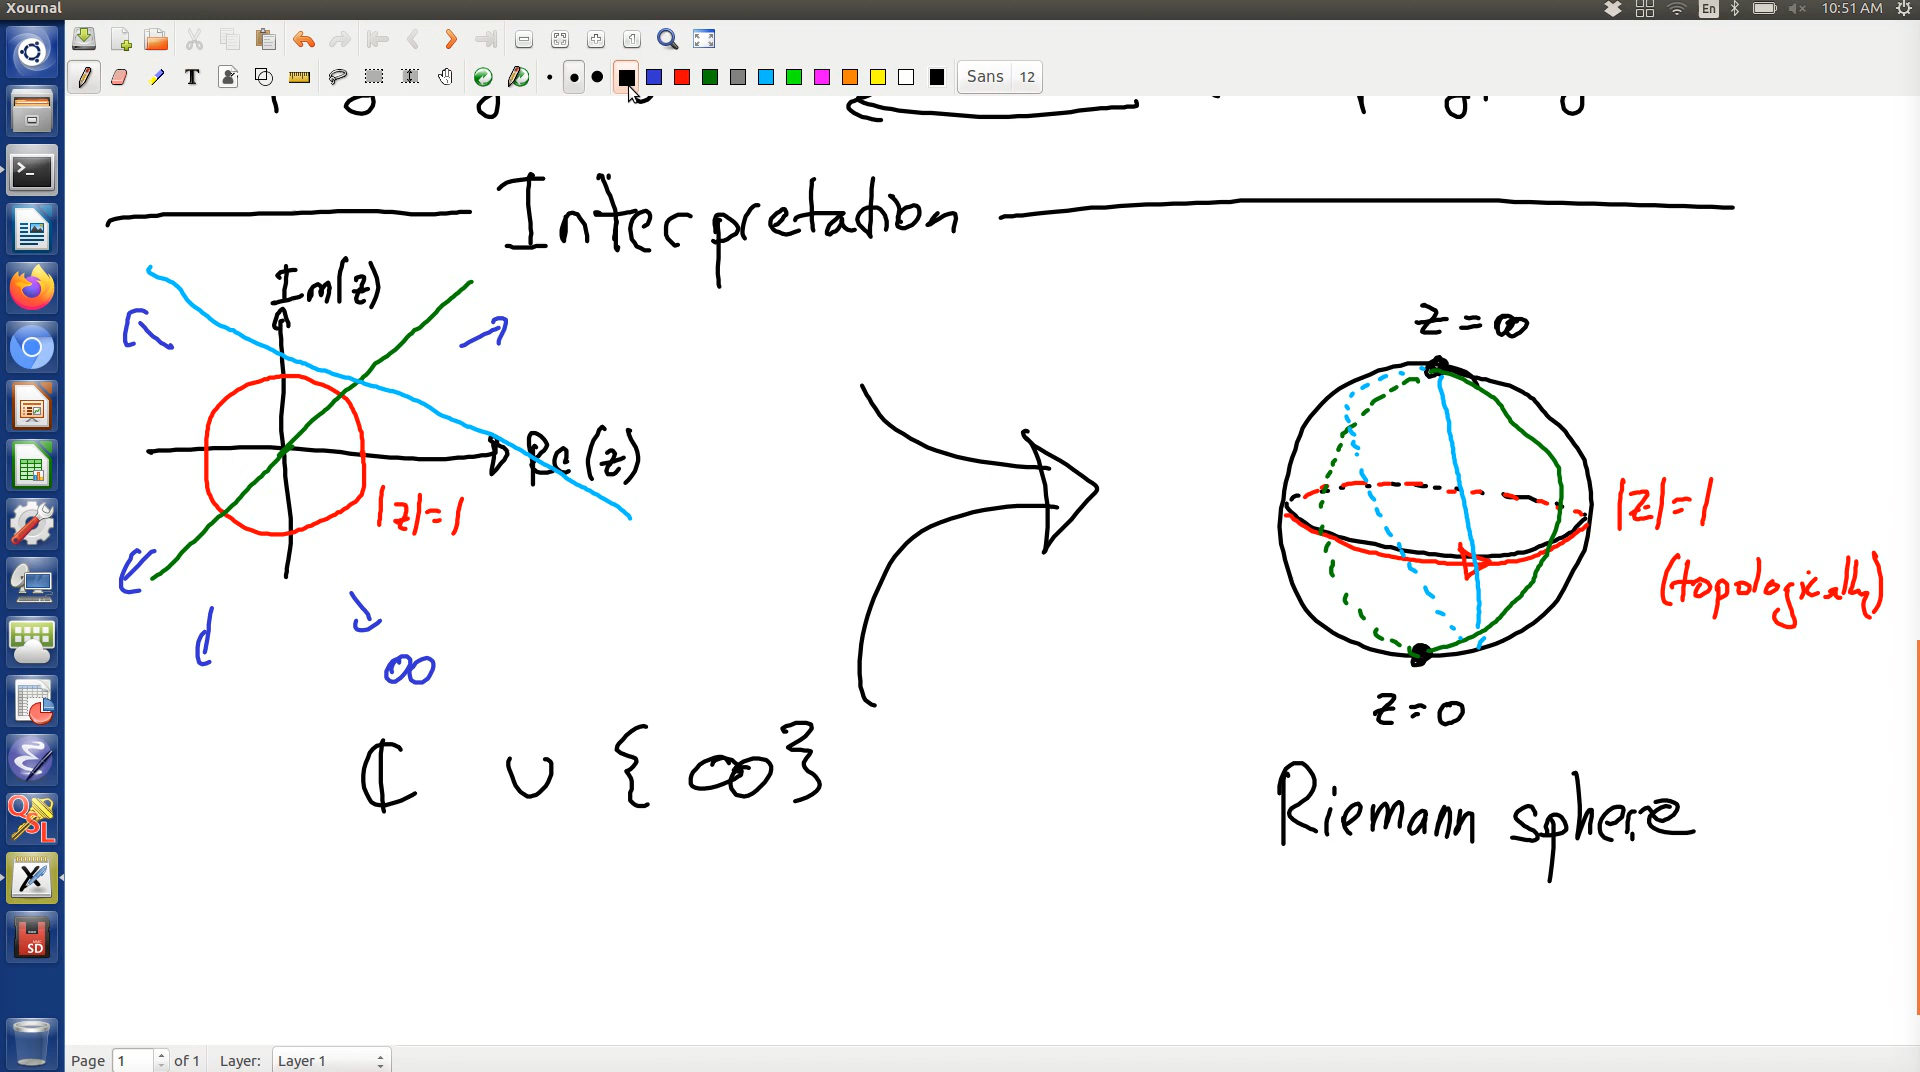 Xournal
En
10:51 AM
Sans 12
Interpretation
Im(z)
z = ∞
Re(z)
|z|=1
|z|=1
(topologically)
∞
z=0
ℂ ∪ {∞}
Riemann sphere
Page 1 of 1 Layer: Layer 1